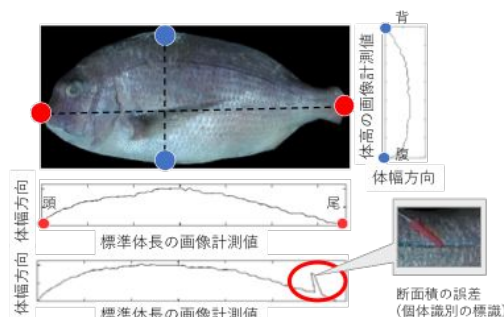 背
体高の画像計測値
腹
体幅方向
体幅方向
頭
尾
標準体長の画像計測値
体幅方向
標準体長の画像計測値
断面積の誤差
(個体識別の標識)